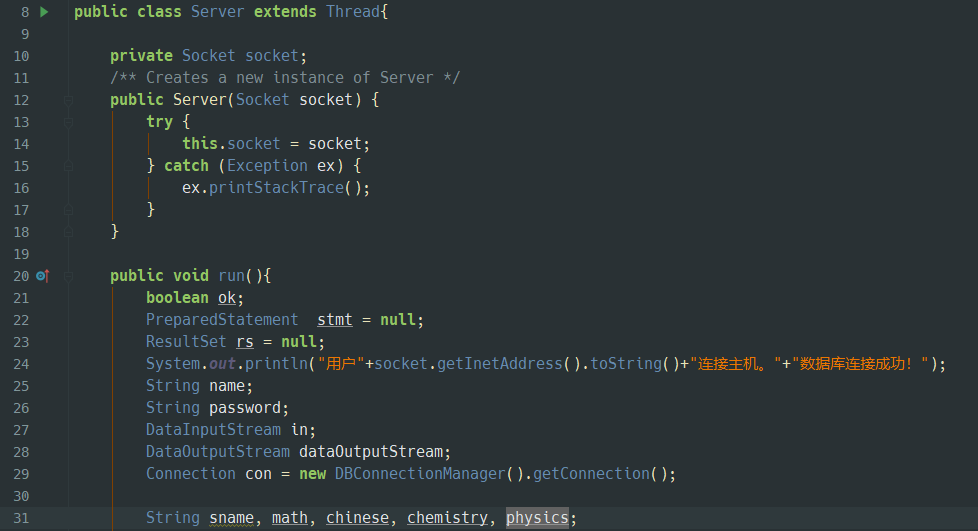 8 public class Server extends Thread{
9
10 private Socket socket;
11 /** Creates a new instance of Server */
12 public Server(Socket socket) {
13 try {
14 this.socket = socket;
15 } catch (Exception ex) {
16 ex.printStackTrace();
17 }
18 }
19
20 public void run(){
21 boolean ok;
22 PreparedStatement  stmt = null;
23 ResultSet rs = null;
24 System.out.println("用户"+socket.getInetAddress().toString()+"连接主机。"+"数据库连接成功！");
25 String name;
26 String password;
27 DataInputStream in;
28 DataOutputStream dataOutputStream;
29 Connection con = new DBConnectionManager().getConnection();
30
31 String sname, math, chinese, chemistry, physics;